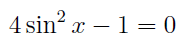 4 sin² x − 1 = 0